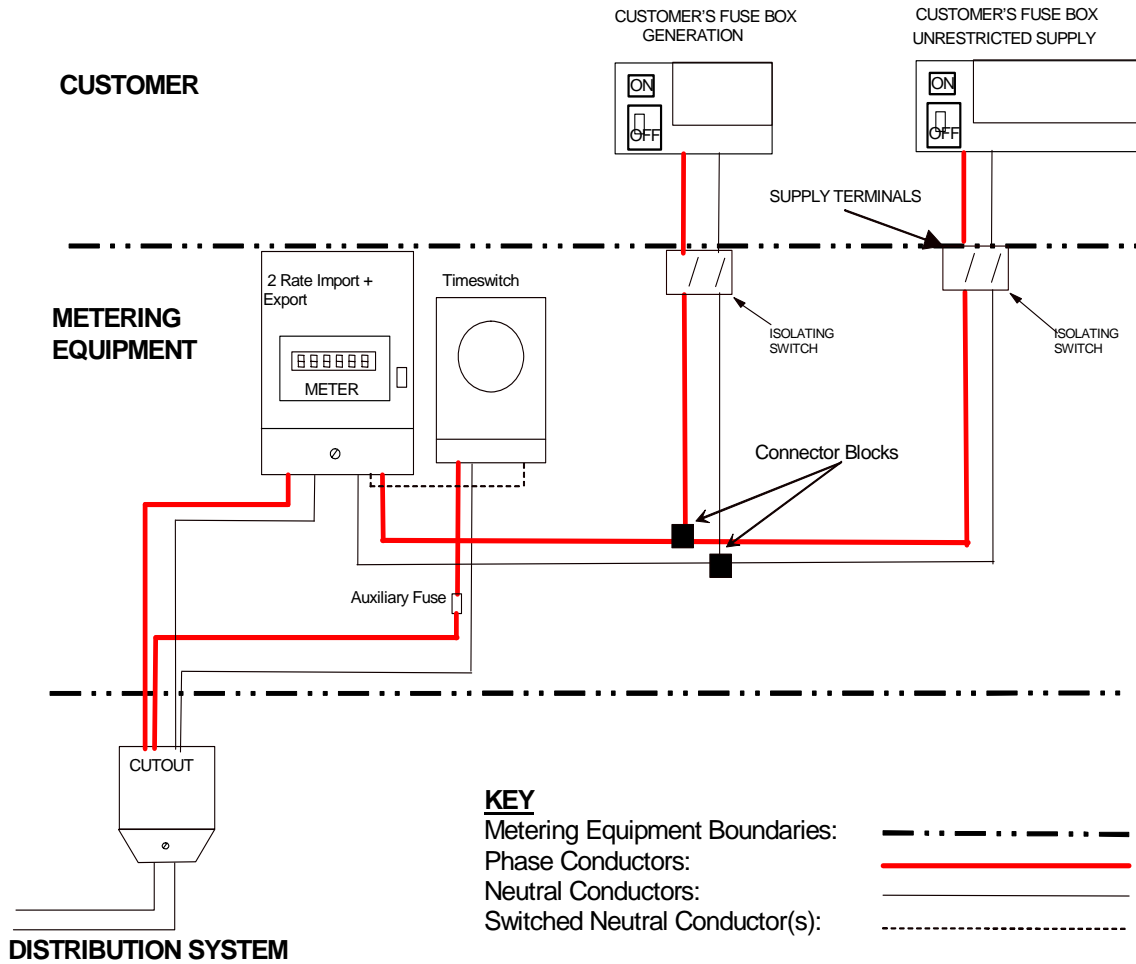 CUSTOMER'S FUSE BOX
GENERATION
CUSTOMER'S FUSE BOX
UNRESTRICTED SUPPLY
CUSTOMER
ON
OFF
ON
OFF
SUPPLY TERMINALS
2 Rate Import +
Export
Timeswitch
METERING
EQUIPMENT
METER
ISOLATING
SWITCH
ISOLATING
SWITCH
Connector Blocks
Auxiliary Fuse
CUTOUT
KEY
Metering Equipment Boundaries:
Phase Conductors:
Neutral Conductors:
Switched Neutral Conductor(s):
DISTRIBUTION SYSTEM